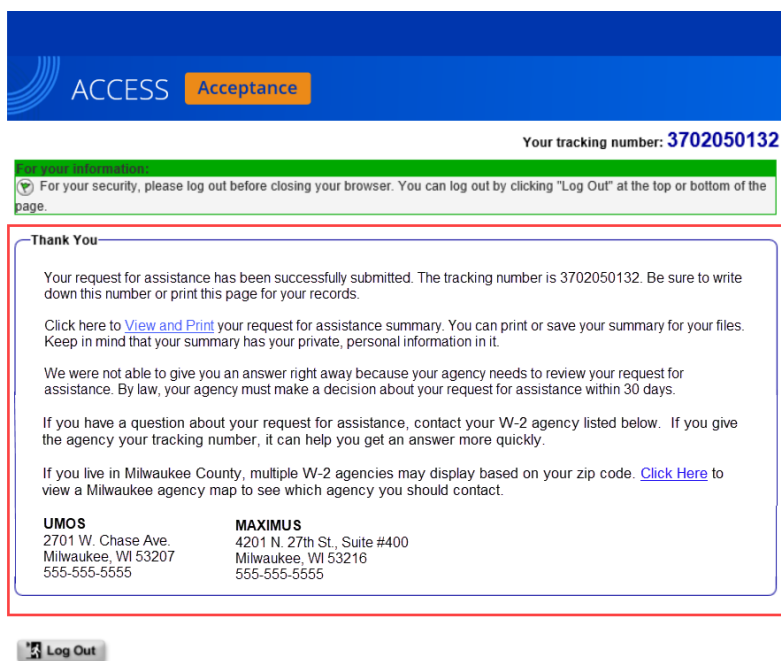 ACCESS Acceptance
Your tracking number: 3702050132
For your information:
For your security, please log out before closing your browser. You can log out by clicking "Log Out" at the top or bottom of the
page.
Thank You
Your request for assistance has been successfully submitted. The tracking number is 3702050132. Be sure to write
down this number or print this page for your records.
Click here to View and Print your request for assistance summary. You can print or save your summary for your files.
Keep in mind that your summary has your private, personal information in it.
We were not able to give you an answer right away because your agency needs to review your request for
assistance. By law, your agency must make a decision about your request for assistance within 30 days.
If you have a question about your request for assistance, contact your W-2 agency listed below. If you give
the agency your tracking number, it can help you get an answer more quickly.
If you live in Milwaukee County, multiple W-2 agencies may display based on your zip code. Click Here to
view a Milwaukee agency map to see which agency you should contact.
UMOS
2701 W. Chase Ave.
Milwaukee, WI 53207
555-555-5555
MAXIMUS
4201 N. 27th St., Suite #400
Milwaukee, WI 53216
555-555-5555
Log Out